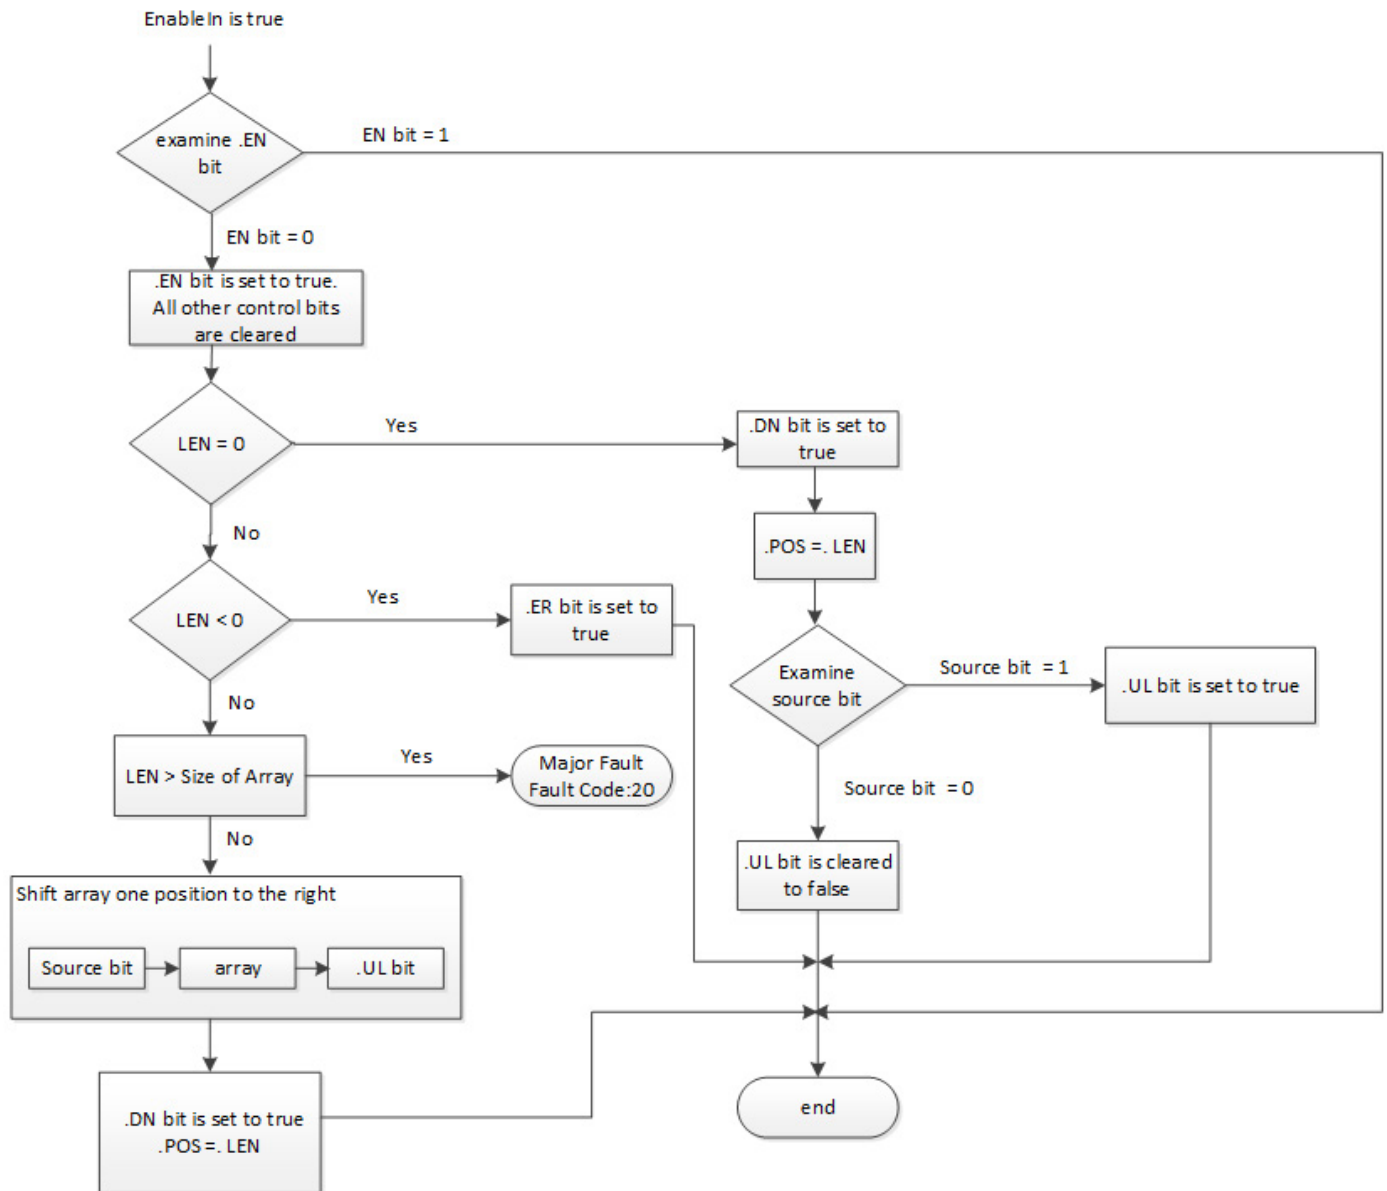 EnableIn is true
examine .EN
bit
EN bit = 1
EN bit = 0
.EN bit is set to true.
All other control bits
are cleared
LEN = 0
Yes
.DN bit is set to
true
No
.POS =. LEN
LEN < 0
Yes
.ER bit is set to
true
Examine
source bit
Source bit  = 1
.UL bit is set to true
No
LEN > Size of Array
Yes
Major Fault
Fault Code:20
Source bit  = 0
No
.UL bit is cleared
to false
Shift array one position to the right
Source bit
array
.UL bit
.DN bit is set to true
.POS =. LEN
end